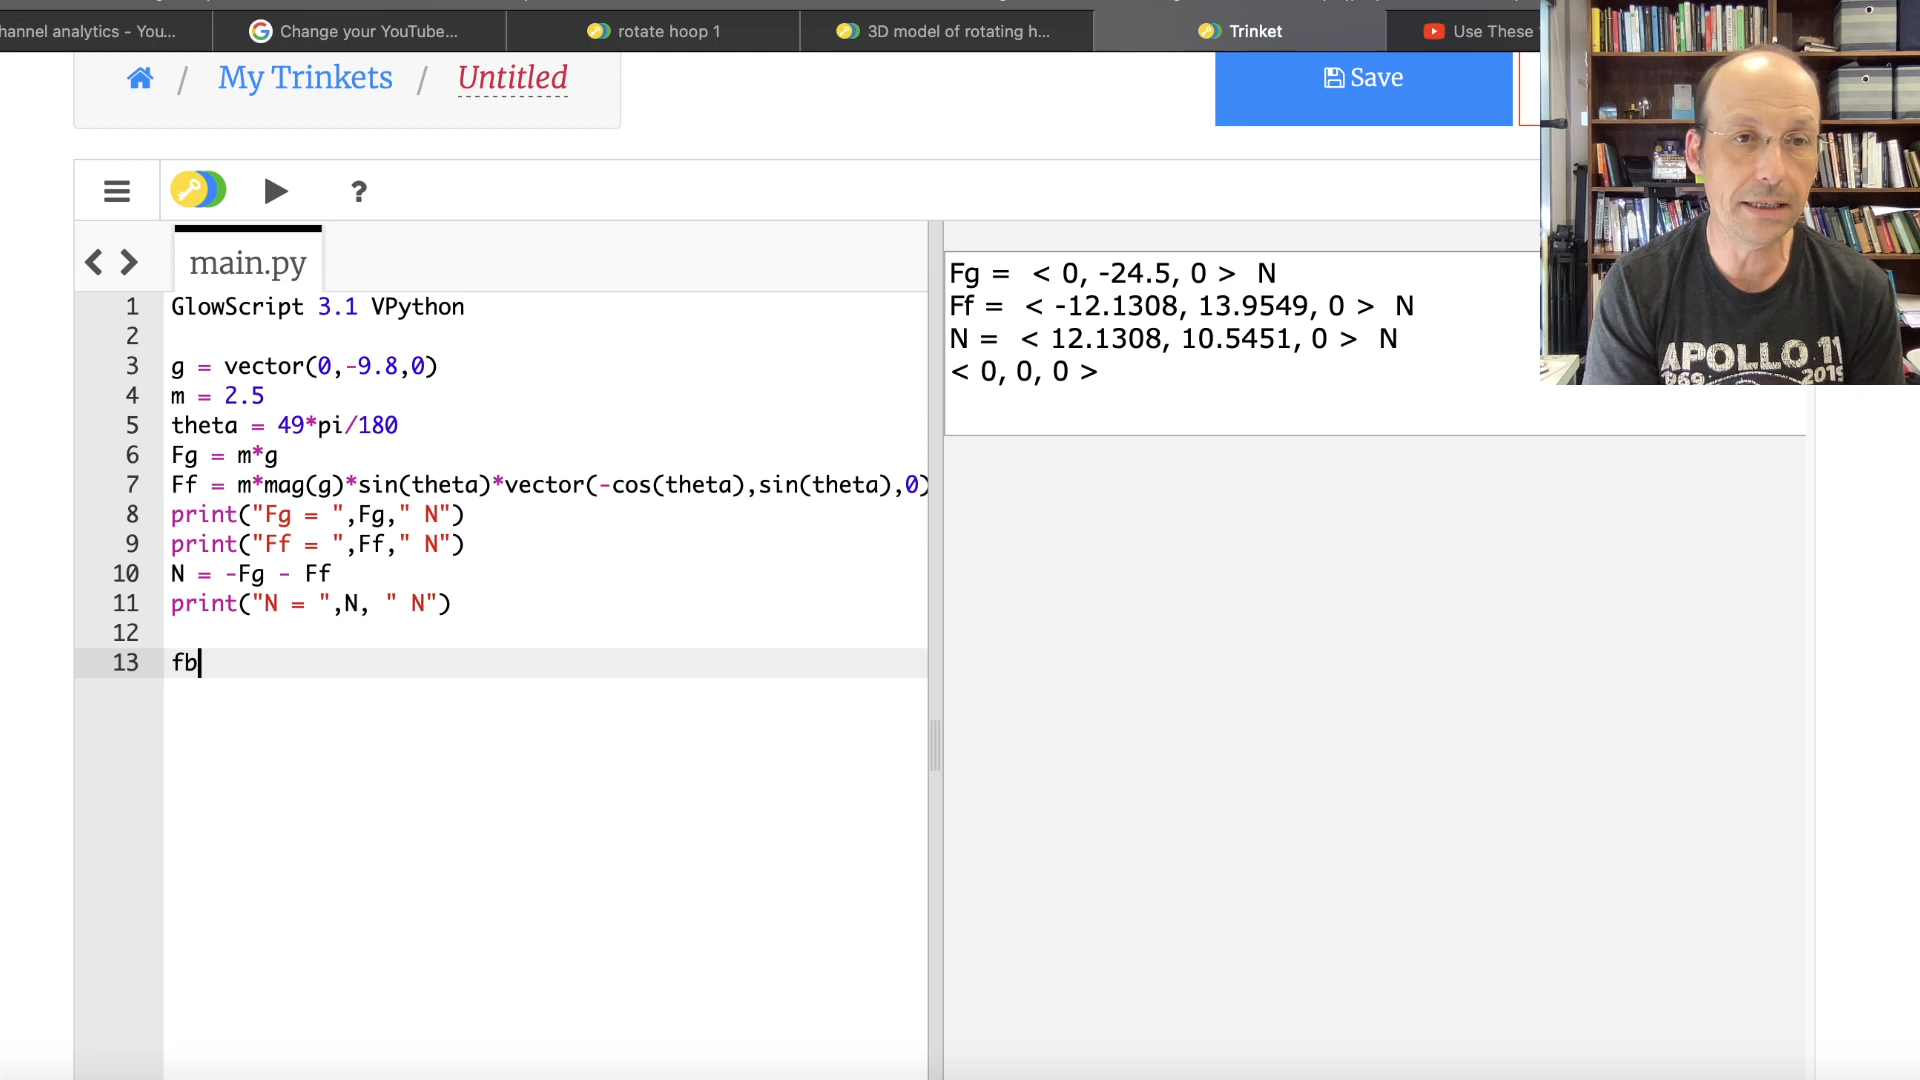 hannel analytics - You...
Change your YouTube...
rotate hoop 1
3D model of rotating h...
Trinket
Use These
/ My Trinkets / Untitled
Save
?
main.py
1 GlowScript 3.1 VPython
2
3 g = vector(0,-9.8,0)
4 m = 2.5
5 theta = 49*pi/180
6 Fg = m*g
7 Ff = m*mag(g)*sin(theta)*vector(-cos(theta),sin(theta),0)
8 print("Fg = ",Fg," N")
9 print("Ff = ",Ff," N")
10 N = -Fg - Ff
11 print("N = ",N, " N")
12
13 fb
Fg = < 0, -24.5, 0 > N
Ff = < -12.1308, 13.9549, 0 > N
N = < 12.1308, 10.5451, 0 > N
< 0, 0, 0 >
APOLLO 11
1969 2019